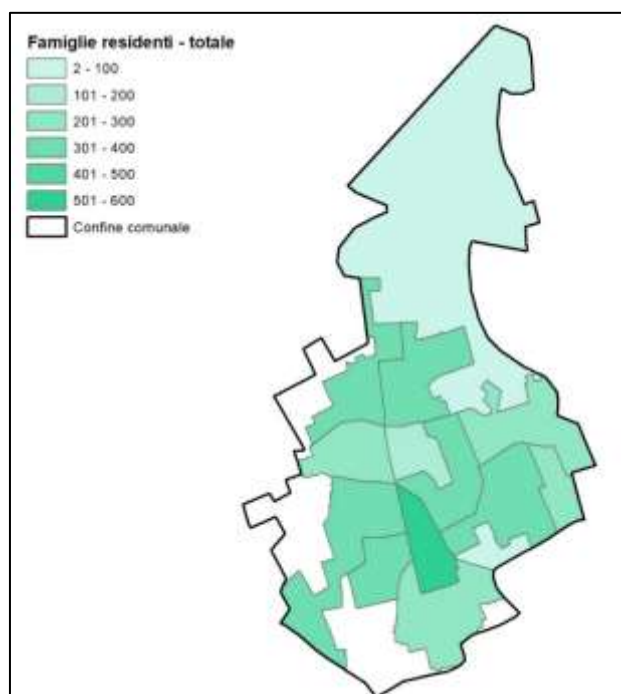 Famiglie residenti - totale
2 - 100
101 - 200
201 - 300
301 - 400
401 - 500
501 - 600
Confine comunale